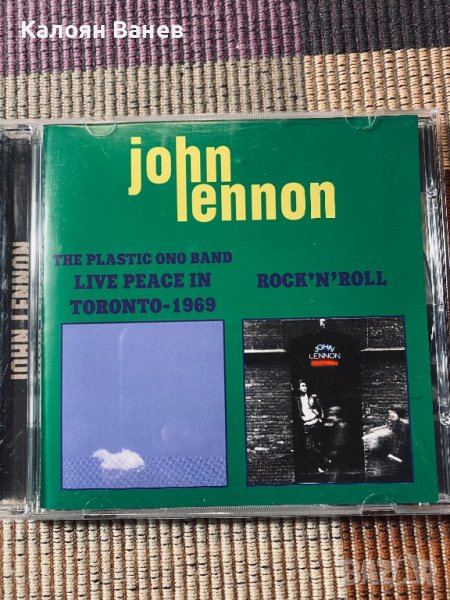 Калоян Ванев
john
lennon
THE PLASTIC ONO BAND
LIVE PEACE IN
TORONTO-1969
ROCK'N'ROLL
JOHN
LENNON
JOHN LENNON